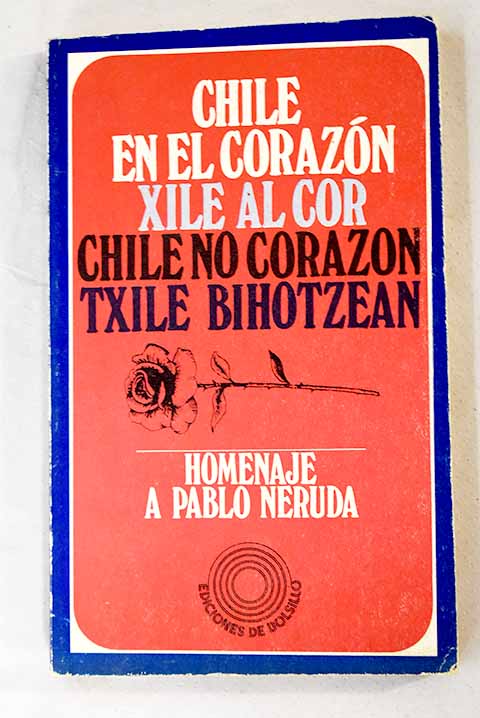 CHILE
EN EL CORAZÓN
XILE AL COR
CHILE NO CORAZON
TXILE BIHOTZEAN
HOMENAJE
A PABLO NERUDA
EDICIONES DE BOLSILLO